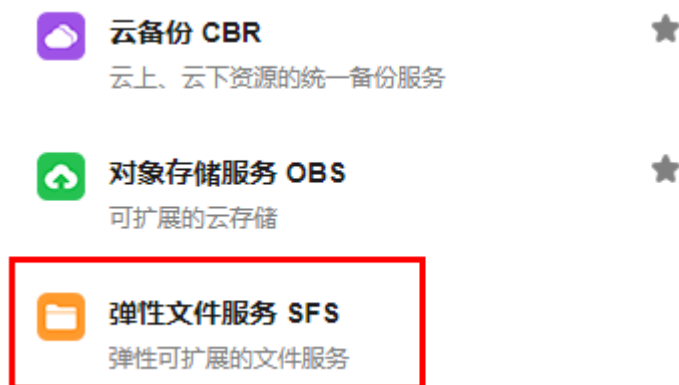 云备份 CBR
云上、云下资源的统一备份服务
对象存储服务 OBS
可扩展的云存储
弹性文件服务 SFS
弹性可扩展的文件服务